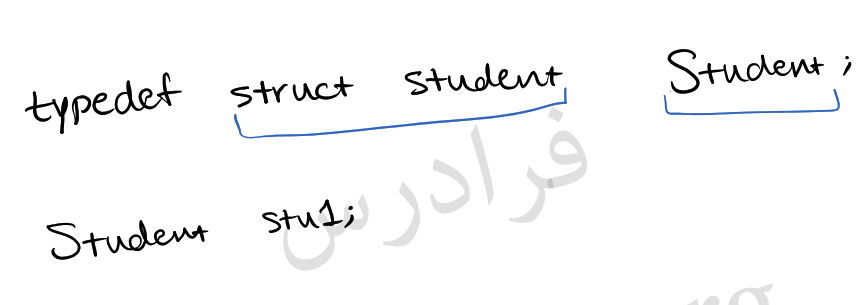 typedef struct student Student ;
فرادرس
Student stu1;